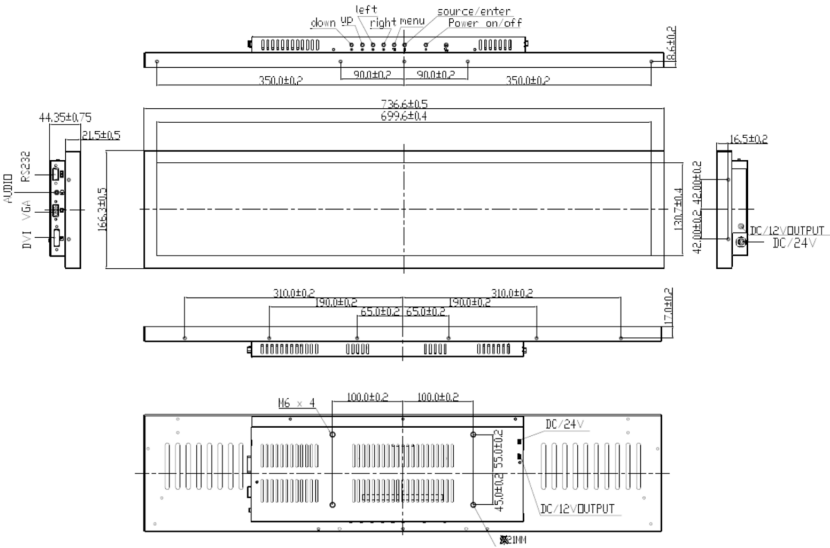 left
source/enter
down up right menu Power on/off
8.6±0.2
90.0±0.2 90.0±0.2
350.0±0.2 350.0±0.2
736.6±0.5
699.6±0.4
44.35±0.75
21.5±0.5
16.5±0.2
RS232
AUDIO
VGA
DVI
166.3±0.5
130.7±0.4
42.00±0.2 42.00±0.2
DC/12VOUTPUT
DC/24V
310.0±0.2 310.0±0.2
190.0±0.2 190.0±0.2
65.0±0.2 65.0±0.2
17.0±0.2
M6 x 4
100.0±0.2 100.0±0.2
DC/24V
55.0±0.2
45.0±0.2
DC/12VOUTPUT
21MM